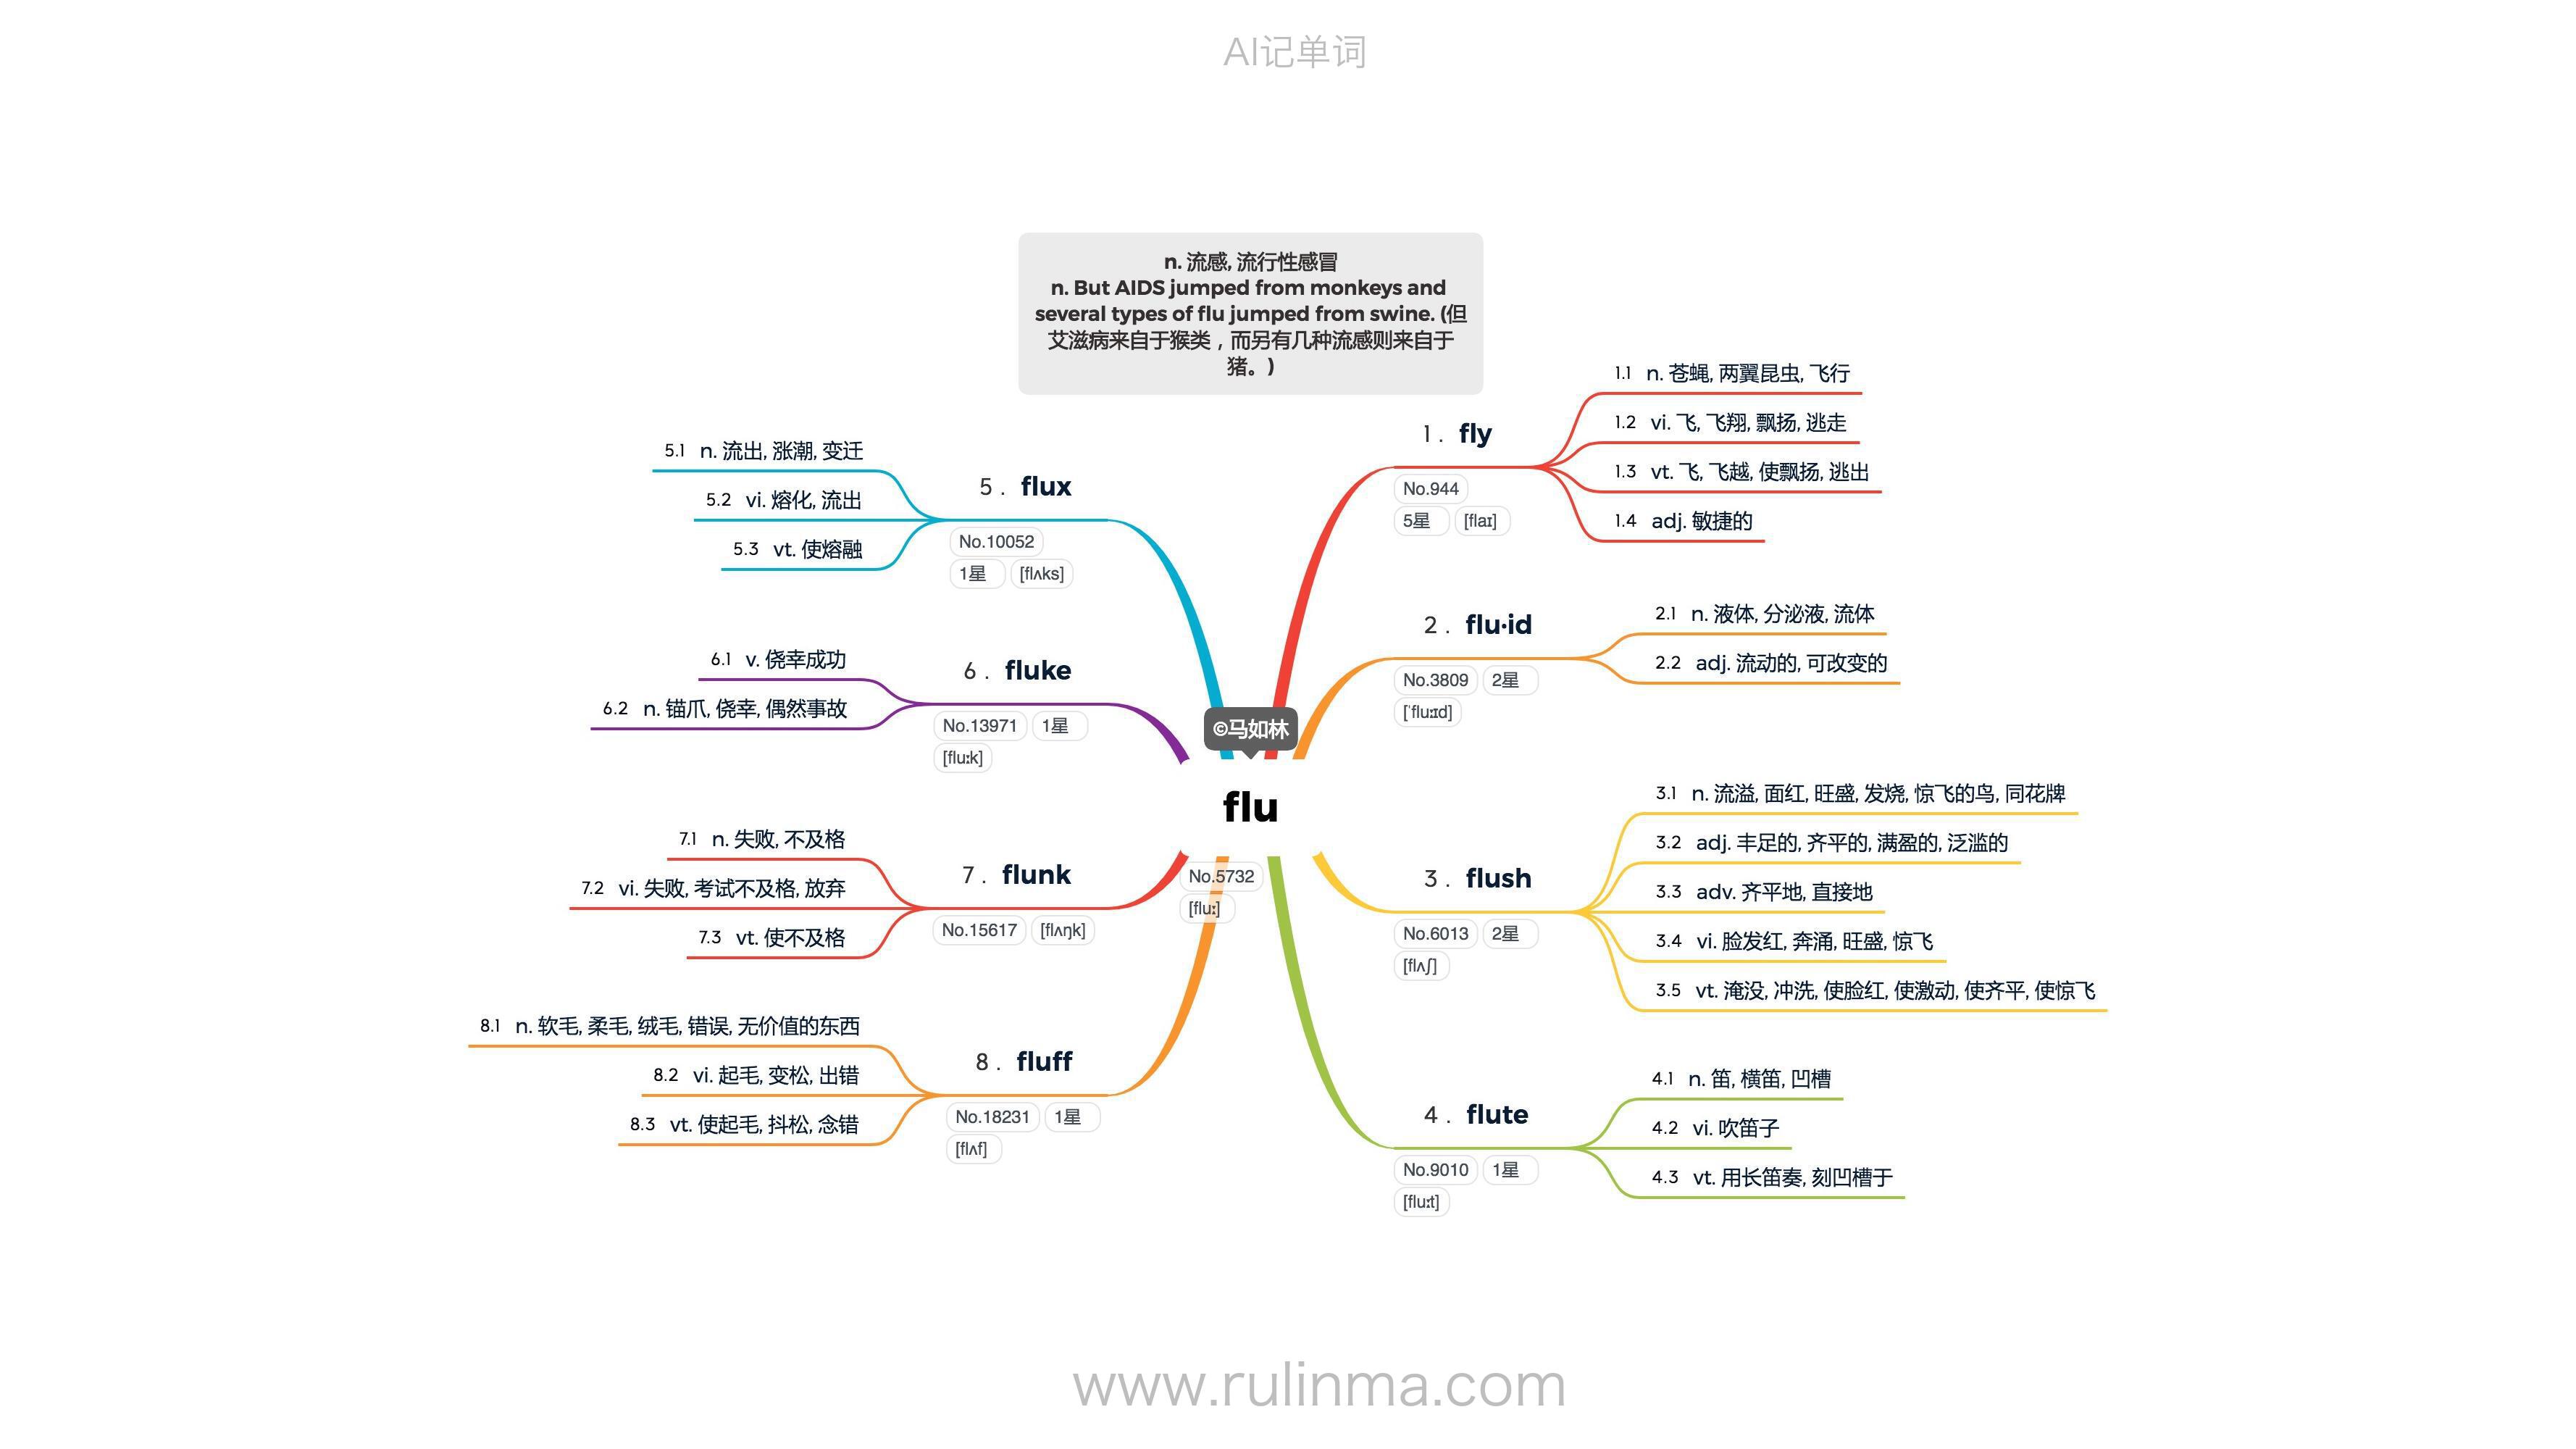 AI记单词
n. 流感, 流行性感冒
n. But AIDS jumped from monkeys and
several types of flu jumped from swine. (但
艾滋病来自于猴类，而另有几种流感则来自于
猪。)
©马如林
flu
No.5732
[fluː]
1 . fly
No.944
5星 [flaɪ]
1.1 n. 苍蝇, 两翼昆虫, 飞行
1.2 vi. 飞, 飞翔, 飘扬, 逃走
1.3 vt. 飞, 飞越, 使飘扬, 逃出
1.4 adj. 敏捷的
2 . flu·id
No.3809 2星
[ˈfluːɪd]
2.1 n. 液体, 分泌液, 流体
2.2 adj. 流动的, 可改变的
3 . flush
No.6013 2星
[flʌʃ]
3.1 n. 流溢, 面红, 旺盛, 发烧, 惊飞的鸟, 同花牌
3.2 adj. 丰足的, 齐平的, 满盈的, 泛滥的
3.3 adv. 齐平地, 直接地
3.4 vi. 脸发红, 奔涌, 旺盛, 惊飞
3.5 vt. 淹没, 冲洗, 使脸红, 使激动, 使齐平, 使惊飞
4 . flute
No.9010 1星
[fluːt]
4.1 n. 笛, 横笛, 凹槽
4.2 vi. 吹笛子
4.3 vt. 用长笛奏, 刻凹槽于
5 . flux
No.10052
1星 [flʌks]
5.1 n. 流出, 涨潮, 变迁
5.2 vi. 熔化, 流出
5.3 vt. 使熔融
6 . fluke
No.13971 1星
[fluːk]
6.1 v. 侥幸成功
6.2 n. 锚爪, 侥幸, 偶然事故
7 . flunk
No.15617 [flʌŋk]
7.1 n. 失败, 不及格
7.2 vi. 失败, 考试不及格, 放弃
7.3 vt. 使不及格
8 . fluff
No.18231 1星
[flʌf]
8.1 n. 软毛, 柔毛, 绒毛, 错误, 无价值的东西
8.2 vi. 起毛, 变松, 出错
8.3 vt. 使起毛, 抖松, 念错
www.rulinma.com